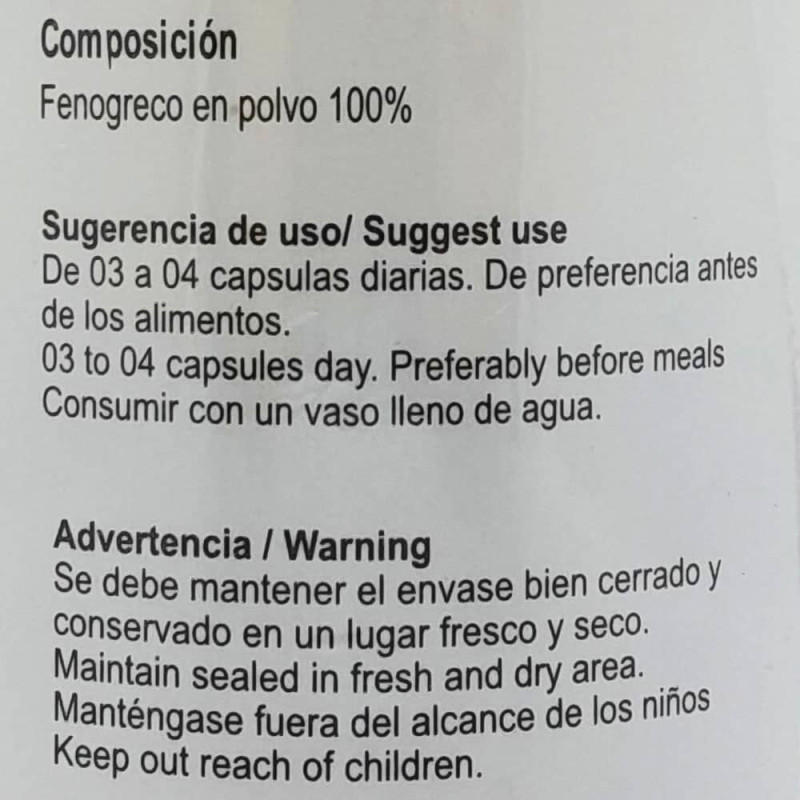 Composición
Fenogreco en polvo 100%
Sugerencia de uso/ Suggest use
De 03 a 04 capsulas diarias. De preferencia antes
de los alimentos.
03 to 04 capsules day. Preferably before meals
Consumir con un vaso lleno de agua.
Advertencia / Warning
Se debe mantener el envase bien cerrado y
conservado en un lugar fresco y seco.
Maintain sealed in fresh and dry area.
Manténgase fuera del alcance de los niños
Keep out reach of children.